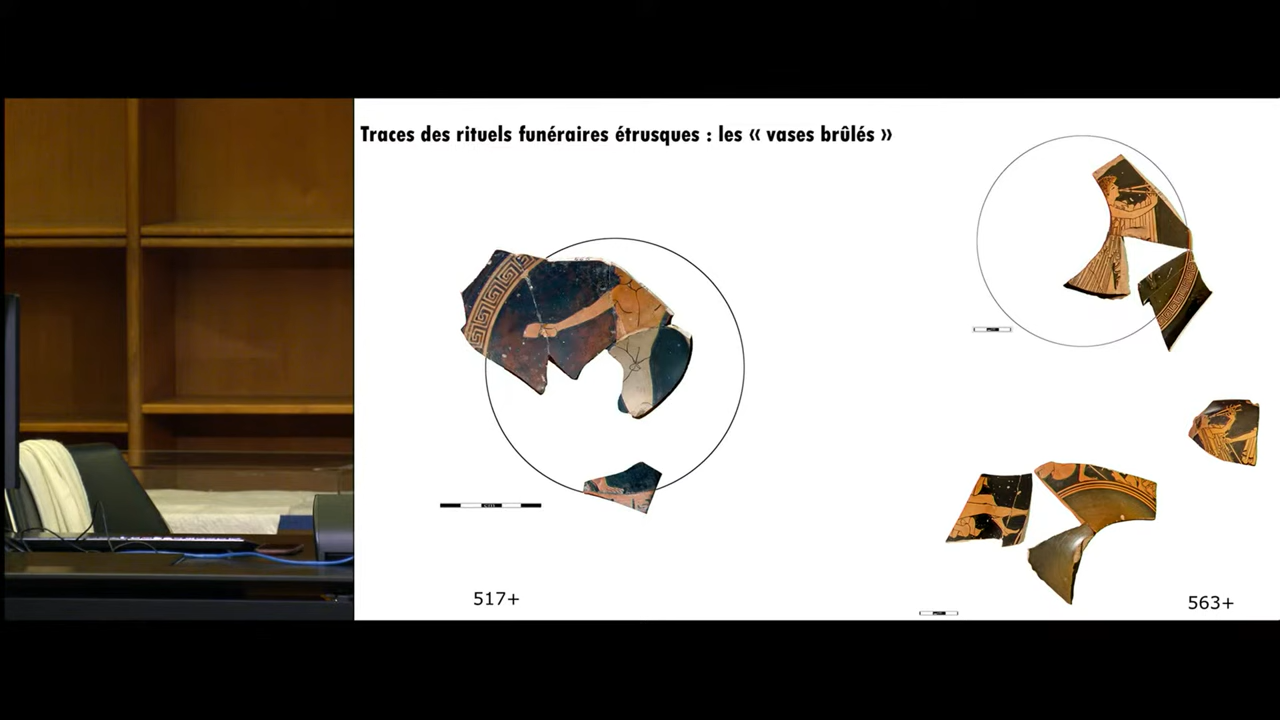 Traces des rituels funéraires étrusques : les « vases brûlés »
517+
563+